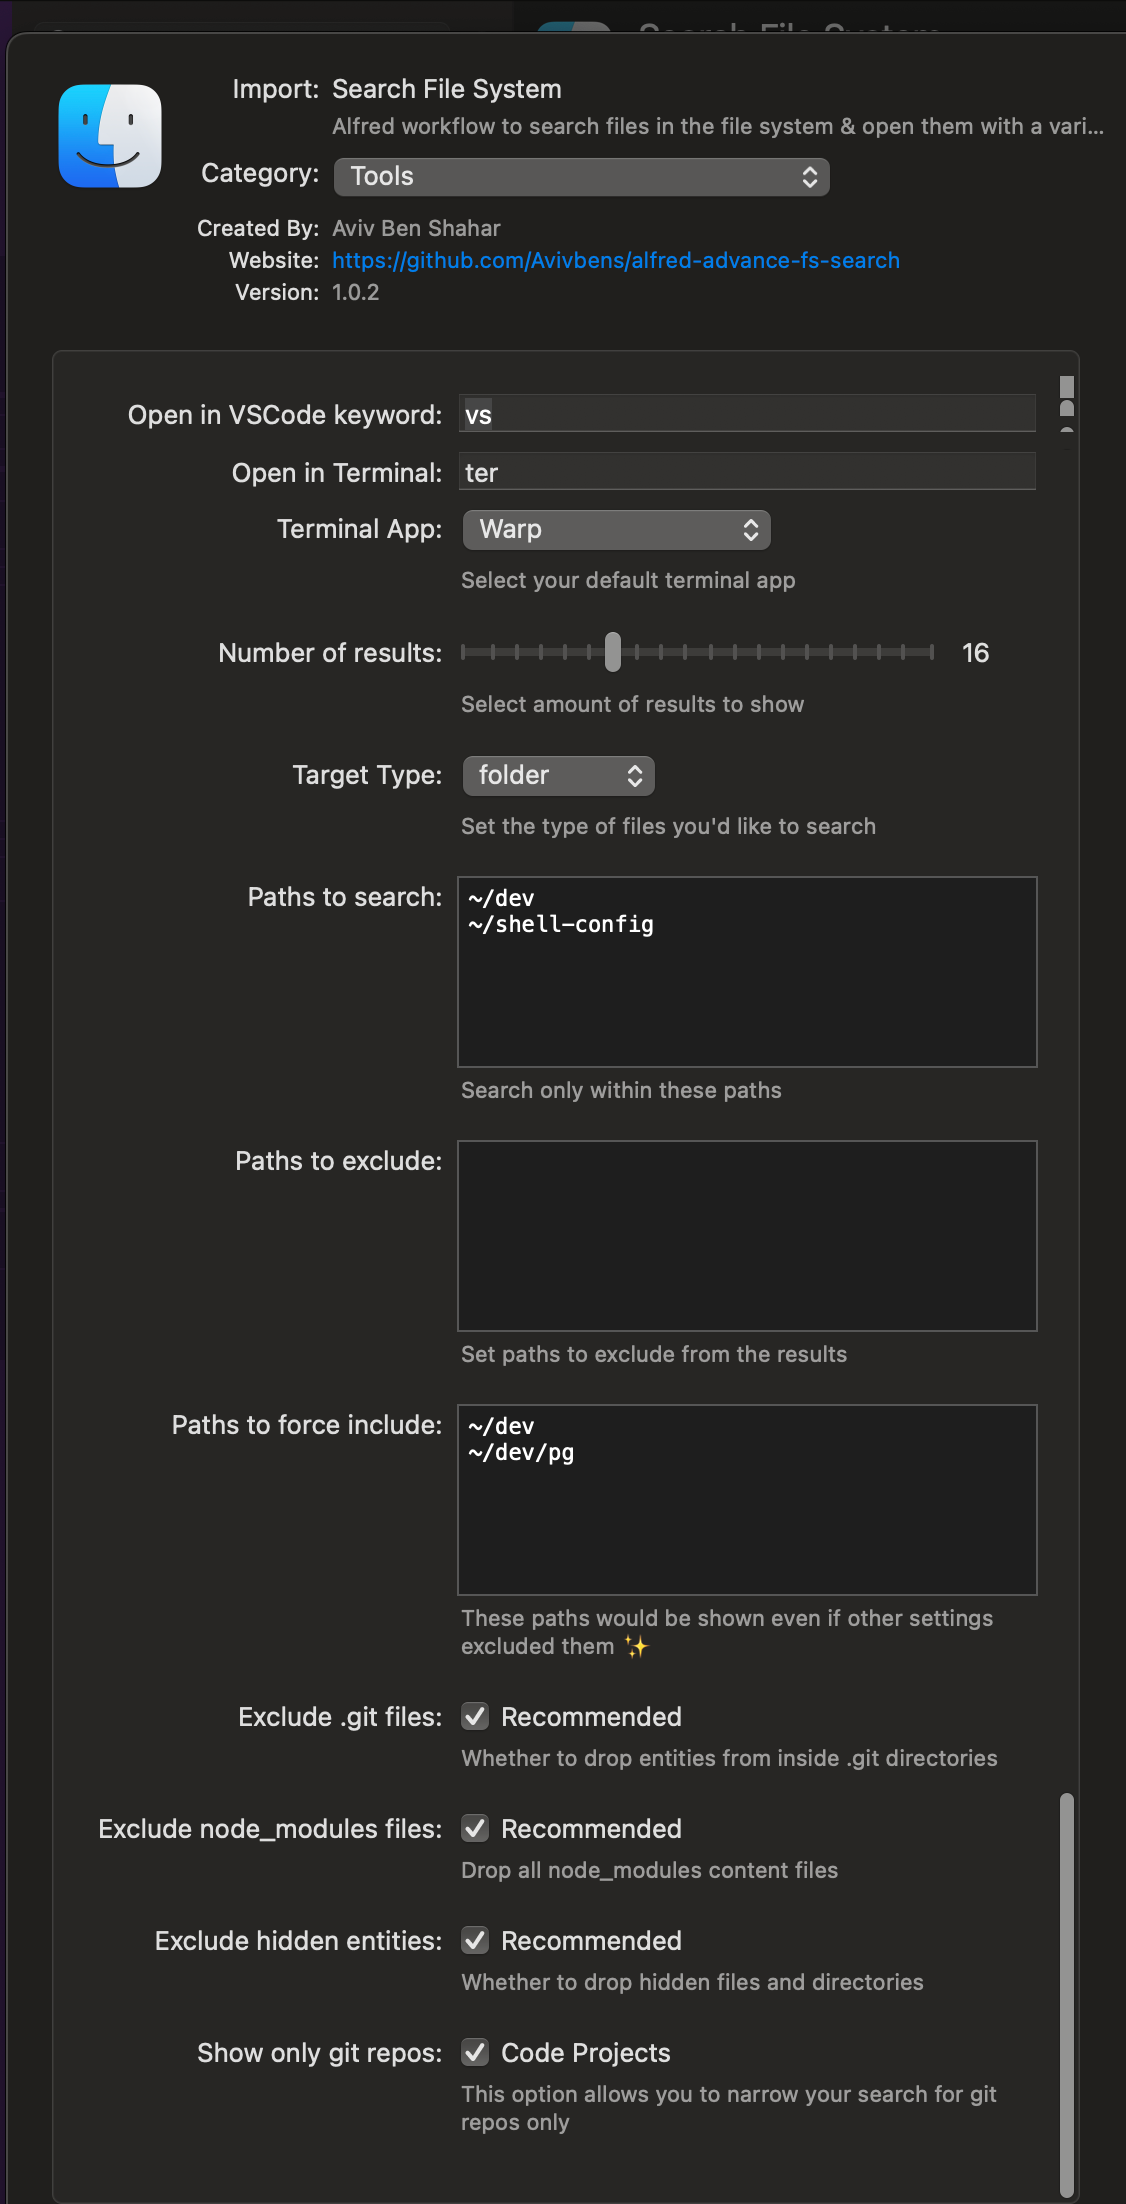 Search File System
Import: Search File System
Alfred workflow to search files in the file system & open them with a vari...
Category: Tools
Created By: Aviv Ben Shahar
Website: https://github.com/Avivbens/alfred-advance-fs-search
Version: 1.0.2
Open in VSCode keyword: vs
Open in Terminal: ter
Terminal App: Warp
Select your default terminal app
Number of results: 16
Select amount of results to show
Target Type: folder
Set the type of files you'd like to search
Paths to search: ~/dev
~/shell-config
Search only within these paths
Paths to exclude:
Set paths to exclude from the results
Paths to force include: ~/dev
~/dev/pg
These paths would be shown even if other settings
excluded them ✨
Exclude .git files: Recommended
Whether to drop entities from inside .git directories
Exclude node_modules files: Recommended
Drop all node_modules content files
Exclude hidden entities: Recommended
Whether to drop hidden files and directories
Show only git repos: Code Projects
This option allows you to narrow your search for git
repos only